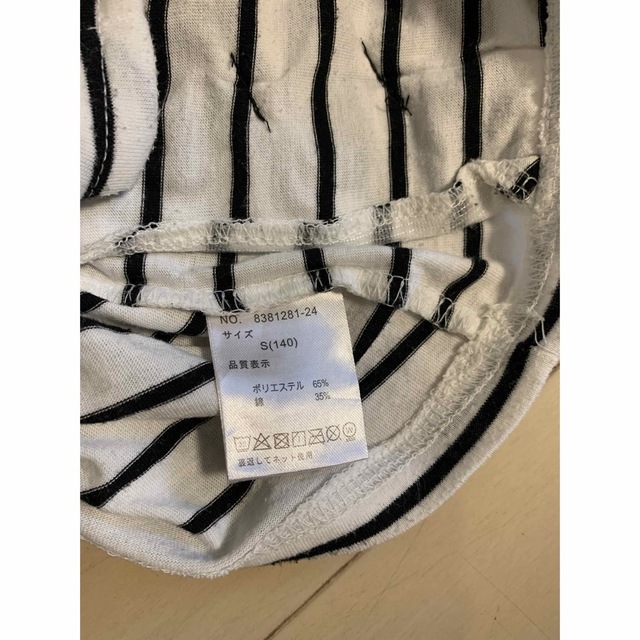 NO. 8381281-24
サイズ
S(140)
品質表示
ポリエステル 65%
綿 35%
裏返してネット使用